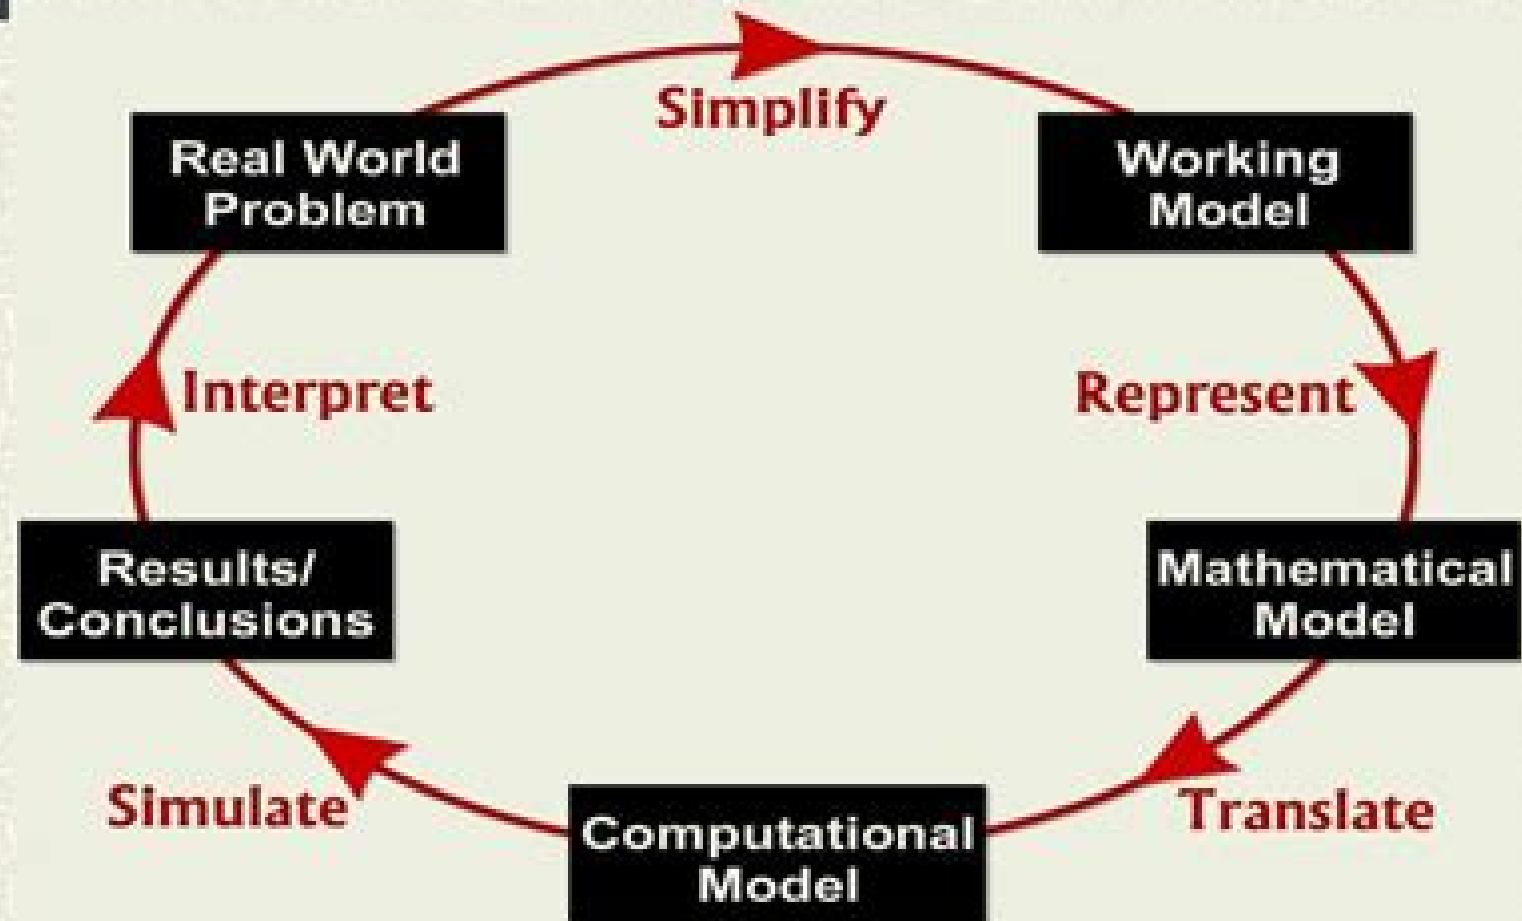 Simplify
Real World
Problem
Working
Model
Interpret
Represent
Results/
Conclusions
Mathematical
Model
Simulate
Translate
Computational
Model